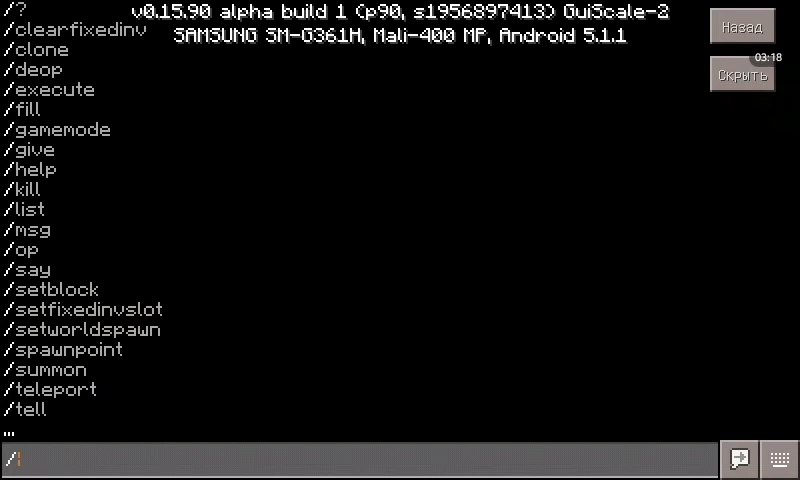 v0.15.90 alpha build 1 (p90, s1956897413) GuiScale-2
SAMSUNG SM-G361H, Mali-400 MP, Android 5.1.1
Назад
03:18
Скрыть
/?
/clearfixedinv
/clone
/deop
/execute
/fill
/gamemode
/give
/help
/kill
/list
/msg
/op
/say
/setblock
/setfixedinvslot
/setworldspawn
/spawnpoint
/summon
/teleport
/tell
...
/